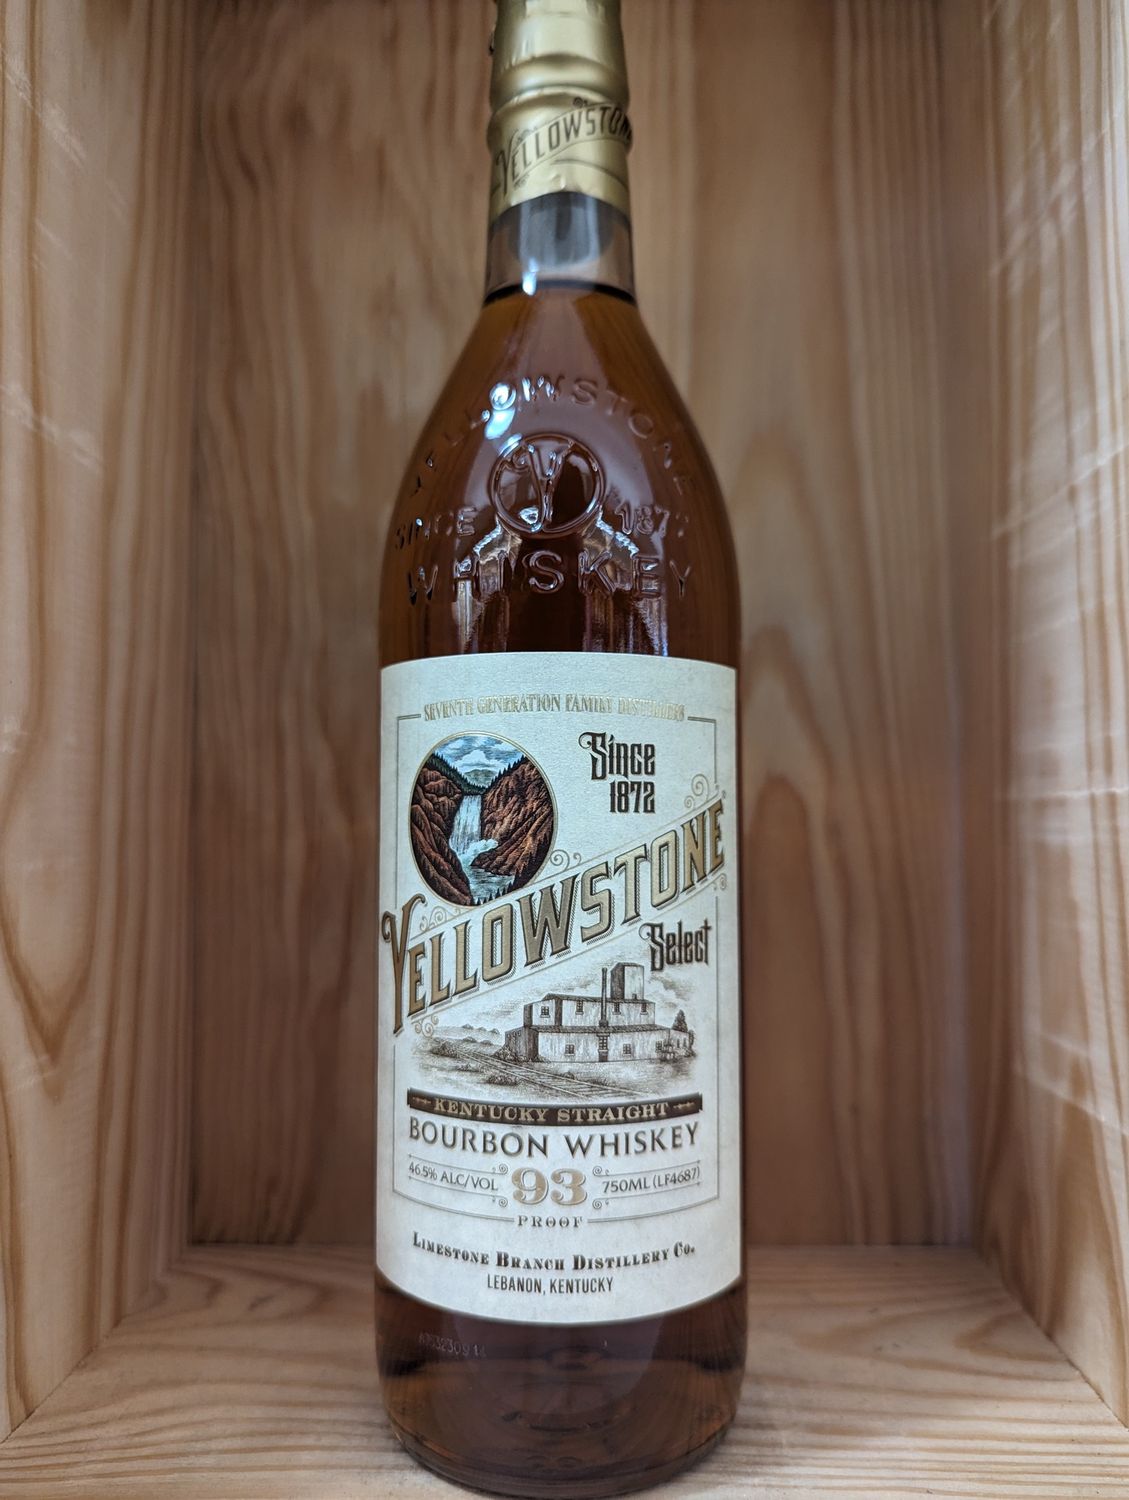 YELLOWSTONE
YELLOWSTONE
SINCE 1872
WHISKEY
SEVENTH GENERATION FAMILY DISTILLERS
Since
1872
YELLOWSTONE
Select
KENTUCKY STRAIGHT
BOURBON WHISKEY
46.5% ALC/VOL 93 750ML (LF4687)
PROOF
LIMESTONE BRANCH DISTILLERY Co.
LEBANON, KENTUCKY